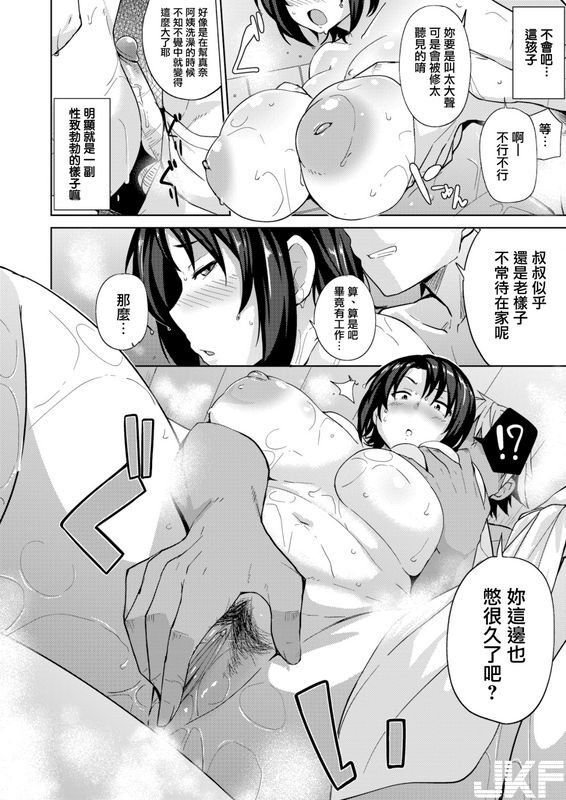 不會吧…
這孩子
等…
啊—
不行不行
妳要是叫太大聲
可是會被修太
聽見的唷
好像是在幫真奈
阿姨洗澡的時候
不知不覺中就變得
這麼大了耶
明顯就是一副
性致勃勃的樣子嘛
叔叔似乎
還是老樣子
不常待在家呢
算、算是吧
畢竟有工作…
那麼…
!?
妳這邊也
憋很久了吧?
JKF